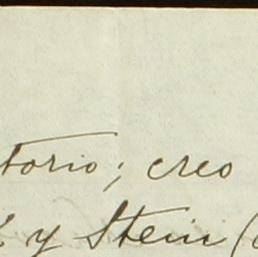 torio; creo
y Stein (